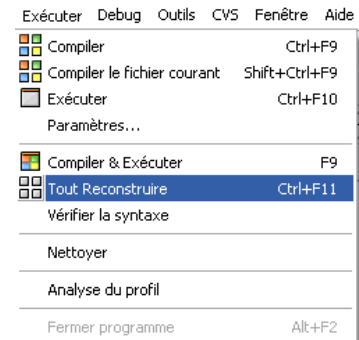 Exécuter Debug Outils CVS Fenêtre Aide
Compiler Ctrl+F9
Compiler le fichier courant Shift+Ctrl+F9
Exécuter Ctrl+F10
Paramètres...
Compiler & Exécuter F9
Tout Reconstruire Ctrl+F11
Vérifier la syntaxe
Nettoyer
Analyse du profil
Fermer programme Alt+F2